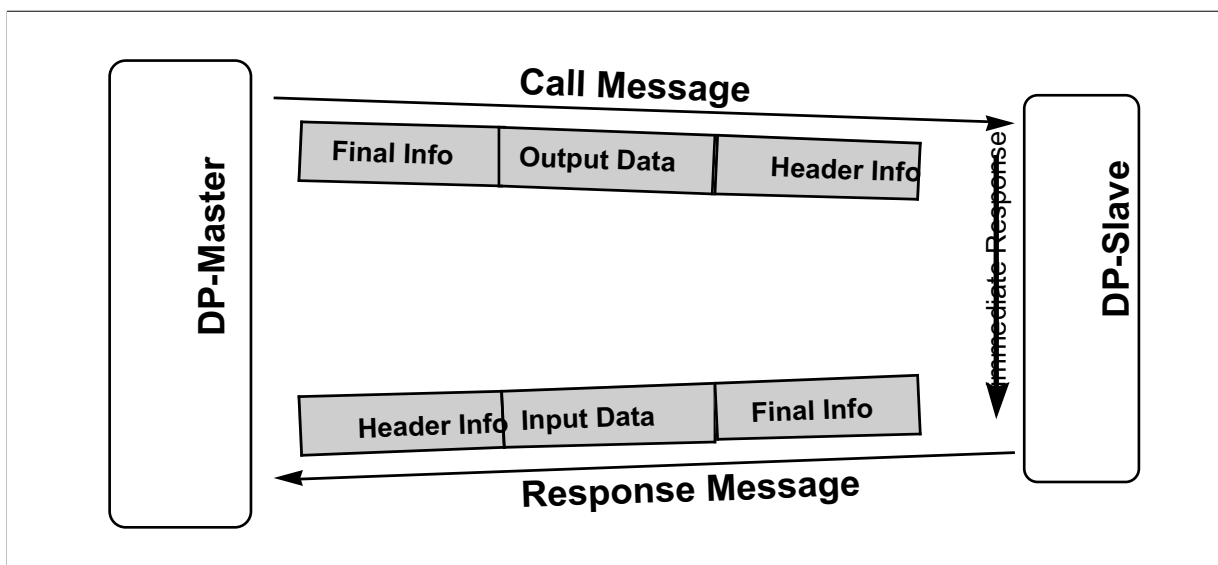 Call Message
Final Info
Output Data
Header Info
DP-Master
Immediate Response
DP-Slave
Header Info
Input Data
Final Info
Response Message